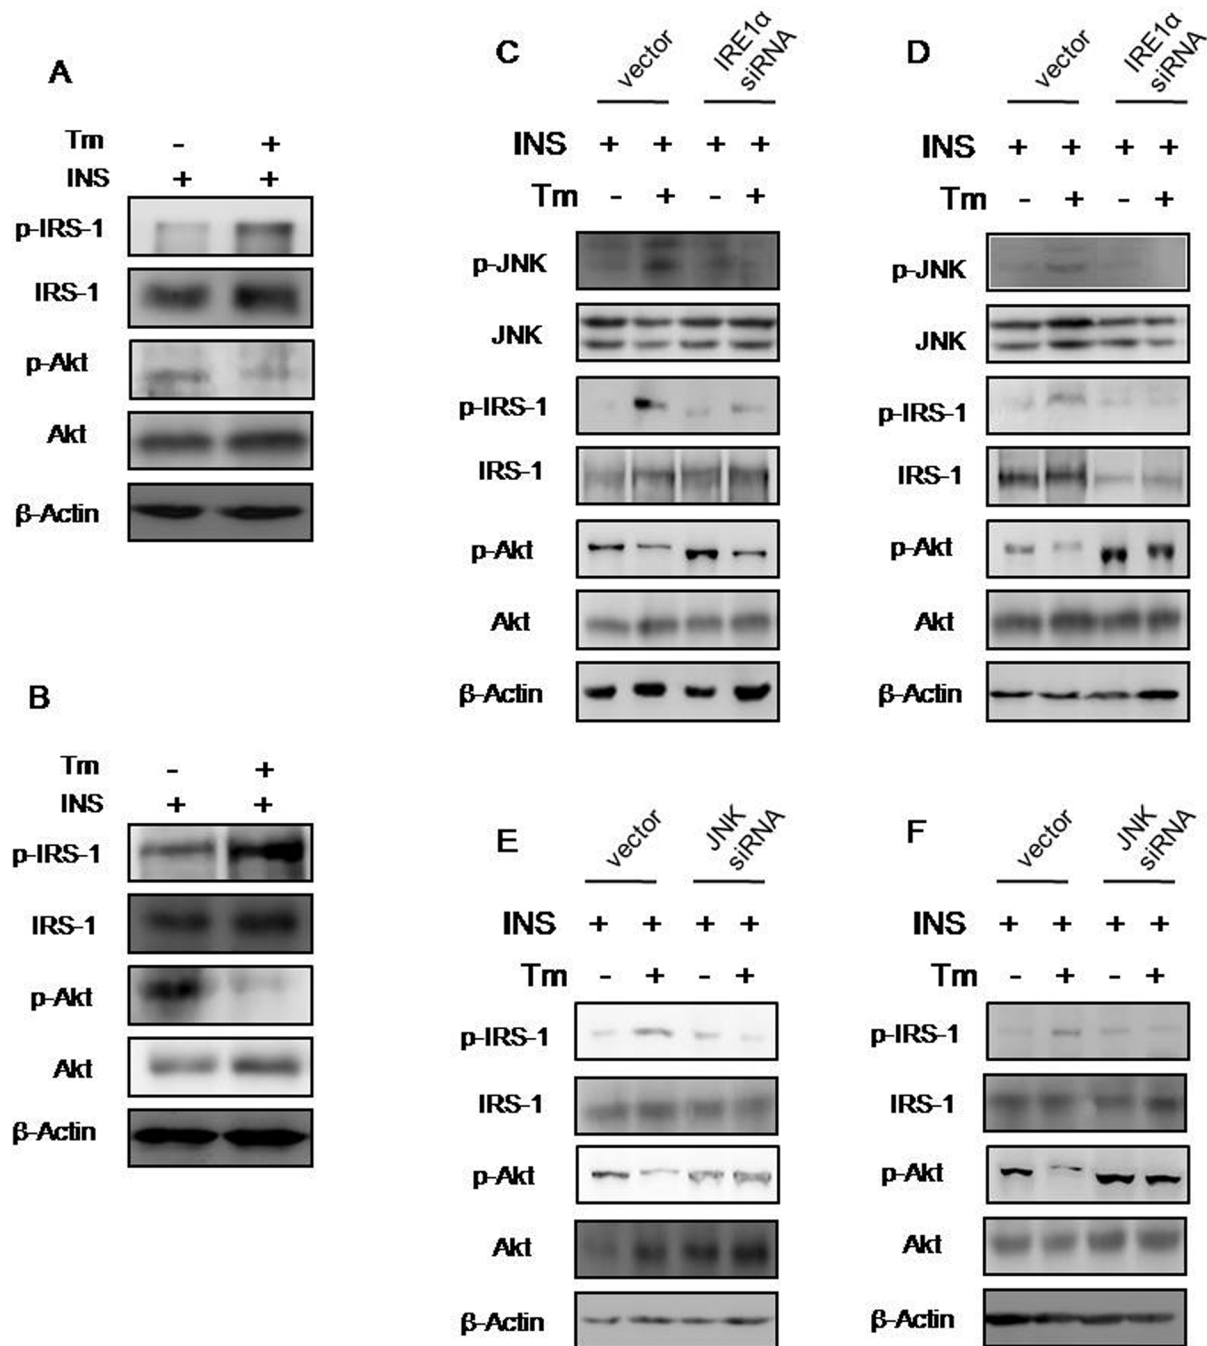 A
Tm - +
INS + +
p-IRS-1
IRS-1
p-Akt
Akt
β-Actin
B
Tm - +
INS + +
p-IRS-1
IRS-1
p-Akt
Akt
β-Actin
C
vector
IRE1α
siRNA
INS + + + +
Tm - + - +
p-JNK
JNK
p-IRS-1
IRS-1
p-Akt
Akt
β-Actin
D
vector
IRE1α
siRNA
INS + + + +
Tm - + - +
p-JNK
JNK
p-IRS-1
IRS-1
p-Akt
Akt
β-Actin
E
vector
JNK
siRNA
INS + + + +
Tm - + - +
p-IRS-1
IRS-1
p-Akt
Akt
β-Actin
F
vector
JNK
siRNA
INS + + + +
Tm - + - +
p-IRS-1
IRS-1
p-Akt
Akt
β-Actin